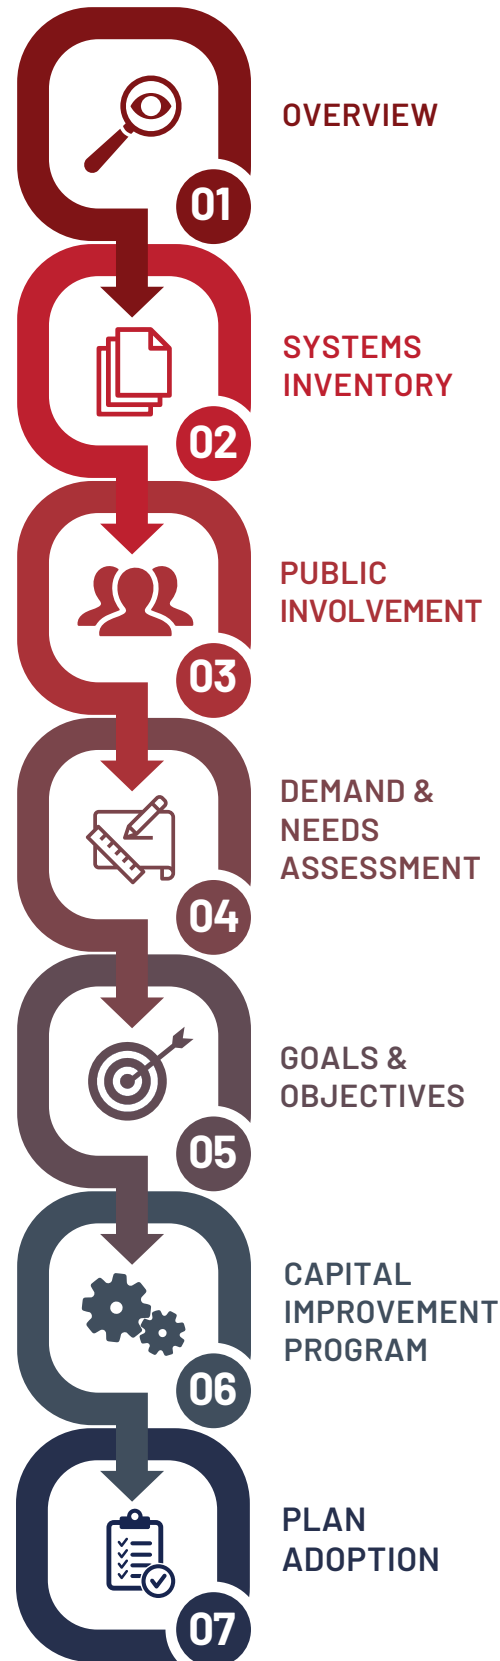 OVERVIEW
01
SYSTEMS
INVENTORY
02
PUBLIC
INVOLVEMENT
03
DEMAND &
NEEDS
ASSESSMENT
04
GOALS &
OBJECTIVES
05
CAPITAL
IMPROVEMENT
PROGRAM
06
PLAN
ADOPTION
07